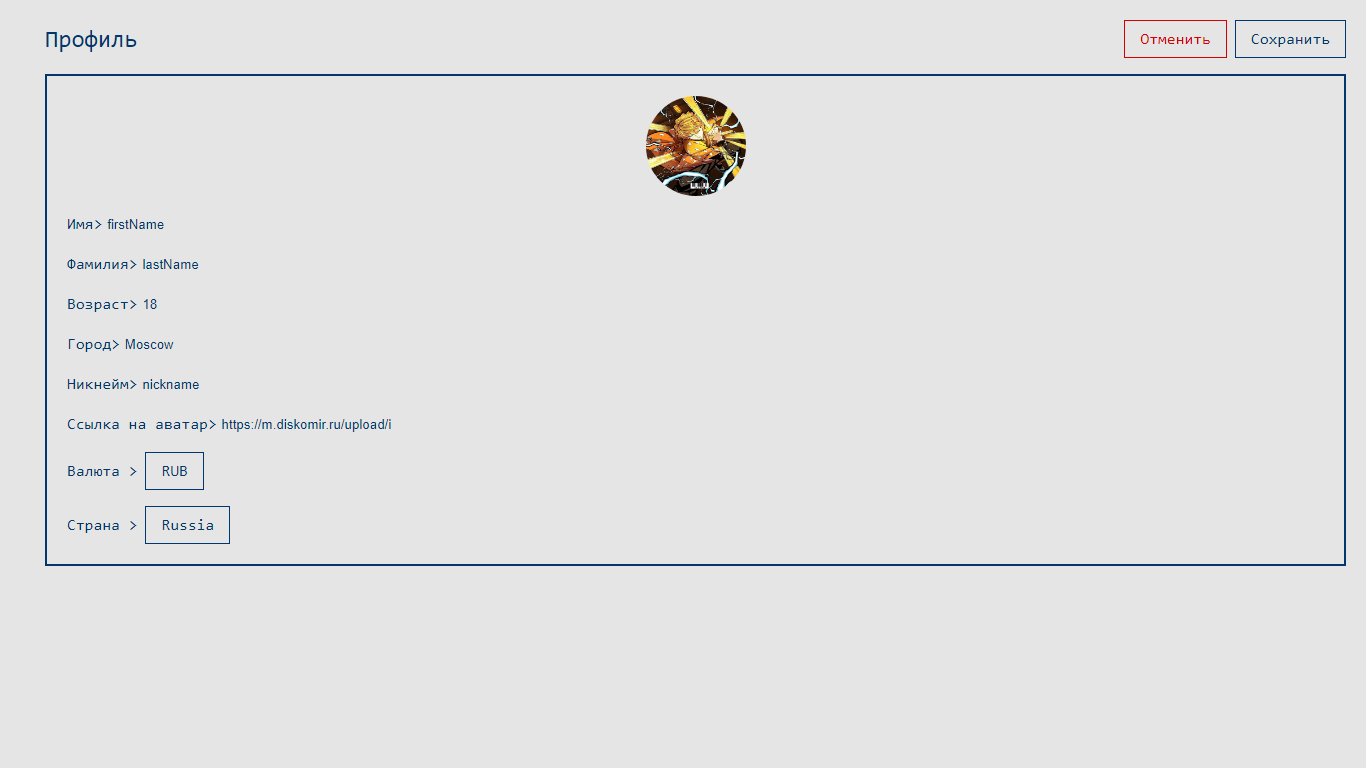 Профиль
Отменить
Сохранить
Имя> firstName
Фамилия> lastName
Возраст> 18
Город> Moscow
Никнейм> nickname
Ссылка на аватар> https://m.diskomir.ru/upload/i
Валюта > RUB
Страна > Russia